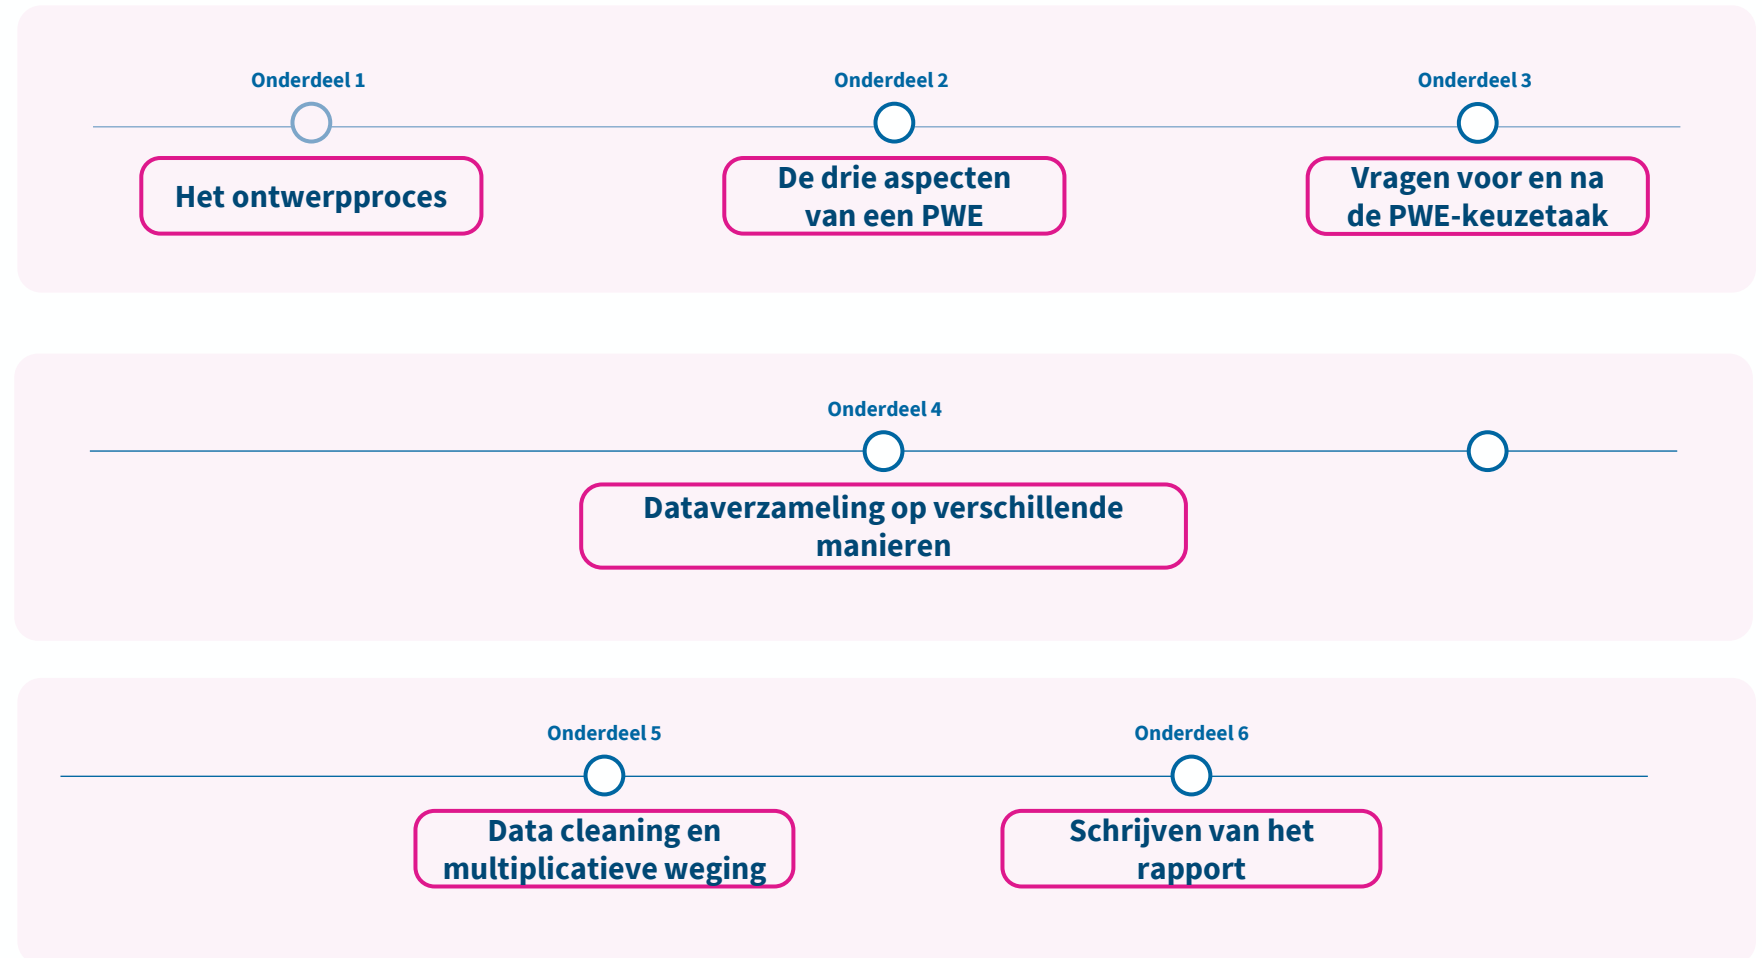 Onderdeel 1
Onderdeel 2
Onderdeel 3
Het ontwerpproces
De drie aspecten
van een PWE
Vragen voor en na
de PWE-keuzetaak
Onderdeel 4
Dataverzameling op verschillende
manieren
Onderdeel 5
Onderdeel 6
Data cleaning en
multiplicatieve weging
Schrijven van het
rapport